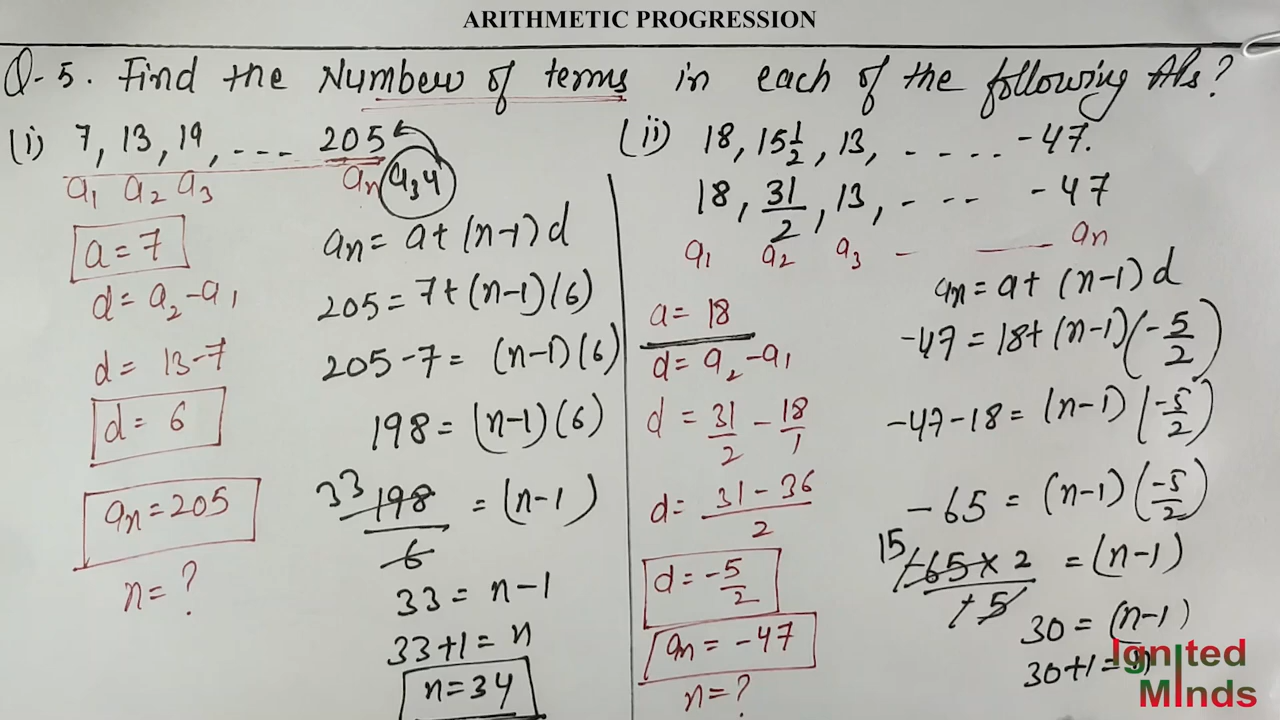 ARITHMETIC PROGRESSION
Q-5. Find the Number of terms in each of the following APs?
(i) 7, 13, 19, ---- 205
a1 a2 a3 an a34
a = 7
d = a2 - a1
d = 13-7
d = 6
an = 205
n = ?
an = a + (n-1) d
205 = 7 + (n-1) (6)
205 - 7 = (n-1) (6)
198 = (n-1) (6)
33 198/6 = (n-1)
33 = n-1
33+1 = n
n = 34
(ii) 18, 15 1/2, 13, ---- -47.
18, 31/2, 13, ---- -47
a1 a2 a3 - — an
a = 18
d = a2 - a1
d = 31/2 - 18/1
d = 31-36/2
d = -5/2
an = -47
n = ?
an = a + (n-1) d
-47 = 18 + (n-1) (-5/2)
-47-18 = (n-1) (-5/2)
-65 = (n-1) (-5/2)
15 -65 × 2/-5 = (n-1)
30 = (n-1)
30+1 = n
Ignited
Minds